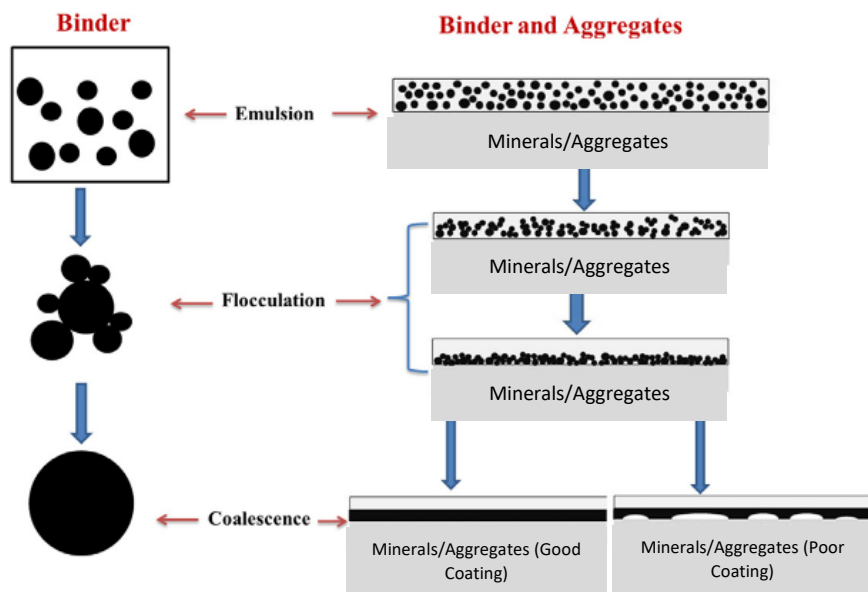 Binder
Binder and Aggregates
Emulsion
Minerals/Aggregates
Minerals/Aggregates
Flocculation
Minerals/Aggregates
Coalescence
Minerals/Aggregates (Good
Coating)
Minerals/Aggregates (Poor
Coating)